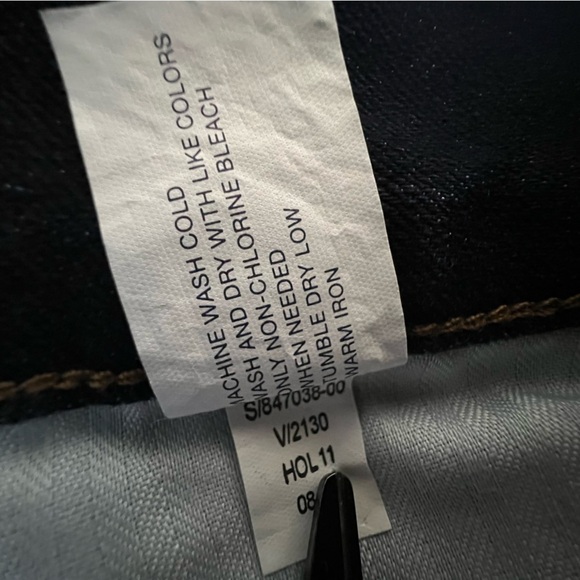 MACHINE WASH COLD
WASH AND DRY WITH LIKE COLORS
ONLY NON-CHLORINE BLEACH
WHEN NEEDED
TUMBLE DRY LOW
WARM IRON
S/847038-00
V/2130
HOL 11
08